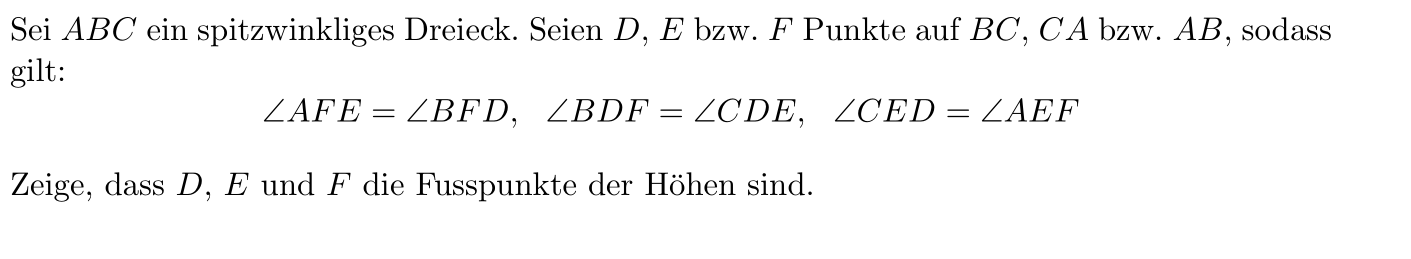 Sei ABC ein spitzwinkliges Dreieck. Seien D, E bzw. F Punkte auf BC, CA bzw. AB, sodass
gilt:
∠AFE = ∠BFD, ∠BDF = ∠CDE, ∠CED = ∠AEF
Zeige, dass D, E und F die Fusspunkte der Höhen sind.